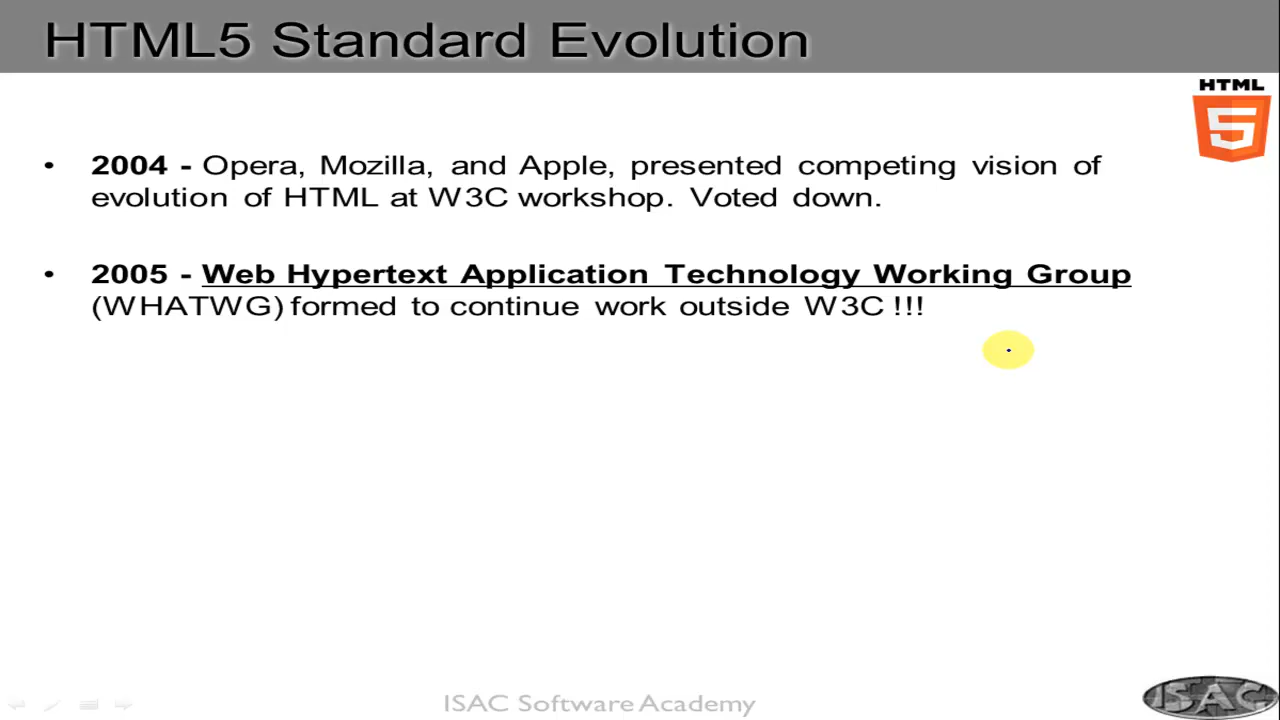 HTML5 Standard Evolution
HTML
5
• 2004 - Opera, Mozilla, and Apple, presented competing vision of
evolution of HTML at W3C workshop. Voted down.
• 2005 - Web Hypertext Application Technology Working Group
(WHATWG) formed to continue work outside W3C !!!
ISAC Software Academy
ISAC